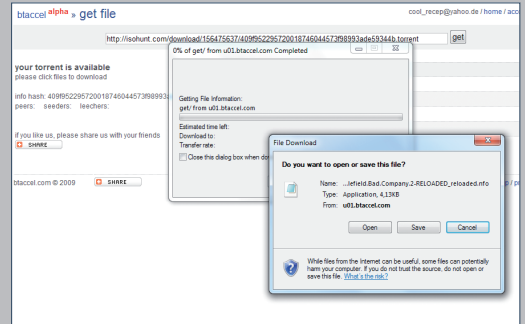 btaccel alpha » get file
cool_recep@yahoo.de / home / acco
http://isohunt.com/download/156475637/409f952295720018746044573f98993ade59344b.torrent
get
your torrent is available
please click files to download
info hash: 409f952295720018746044573f98993a
peers: seeders: leechers:
if you like us, please share us with your friends
SHARE
btaccel.com © 2009
SHARE
p / pr
0% of get/ from u01.btaccel.com Completed
Getting File Information:
get/ from u01.btaccel.com
Estimated time left:
Download to:
Transfer rate:
Close this dialog box when do
File Download
Do you want to open or save this file?
Name: ...lefield.Bad.Company.2-RELOADED_reloaded.nfo
Type: Application, 4,13KB
From: u01.btaccel.com
Open
Save
Cancel
While files from the Internet can be useful, some files can potentially
harm your computer. If you do not trust the source, do not open or
save this file. What's the risk?